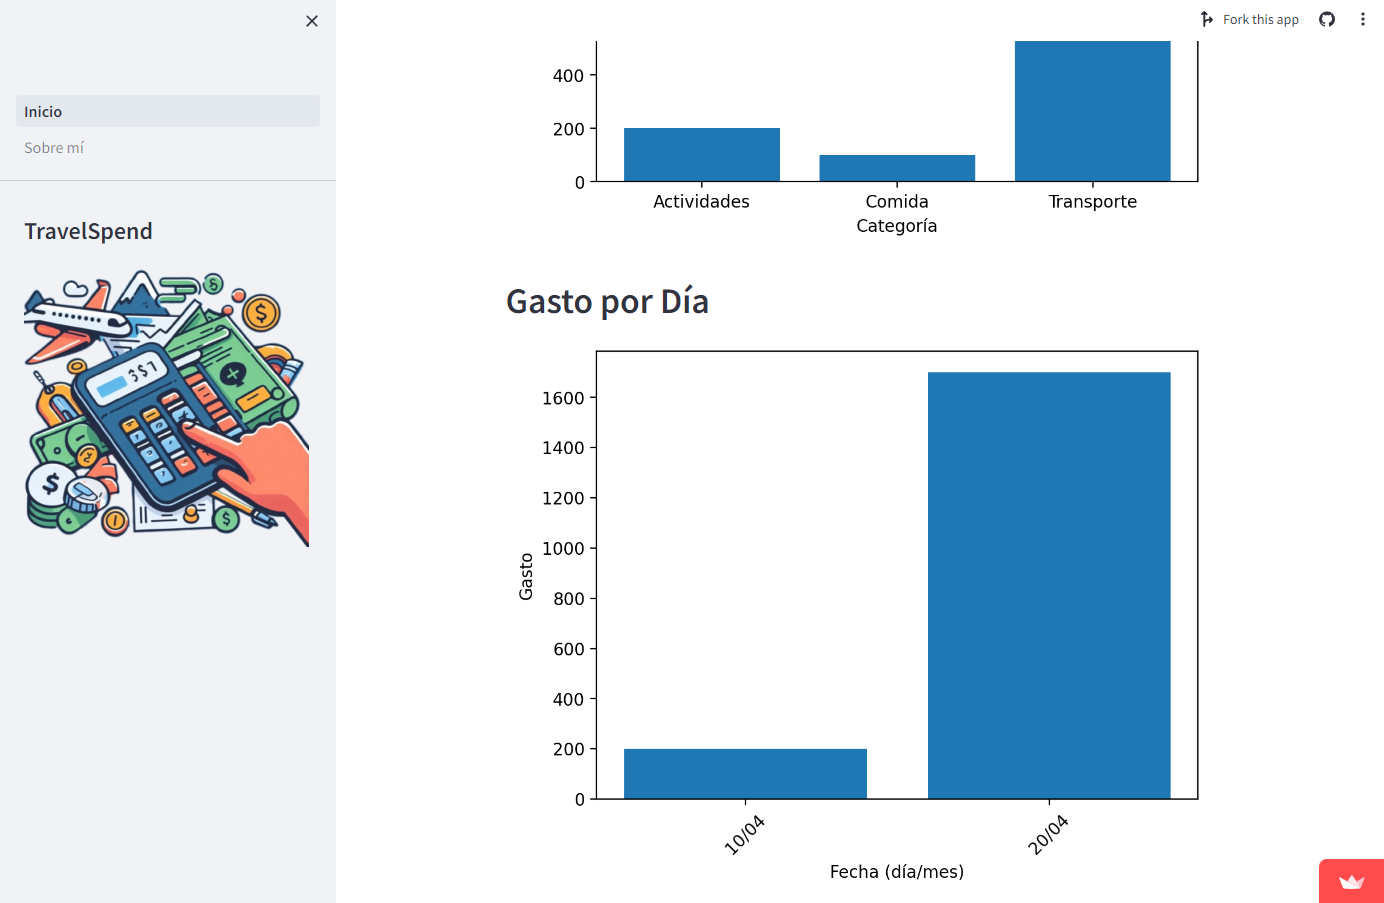 Fork this app
Inicio
Sobre mí
TravelSpend
400
200
0
Actividades
Comida
Transporte
Categoría
Gasto por Día
1600
1400
1200
1000
800
600
400
200
0
Gasto
10/04
20/04
Fecha (día/mes)